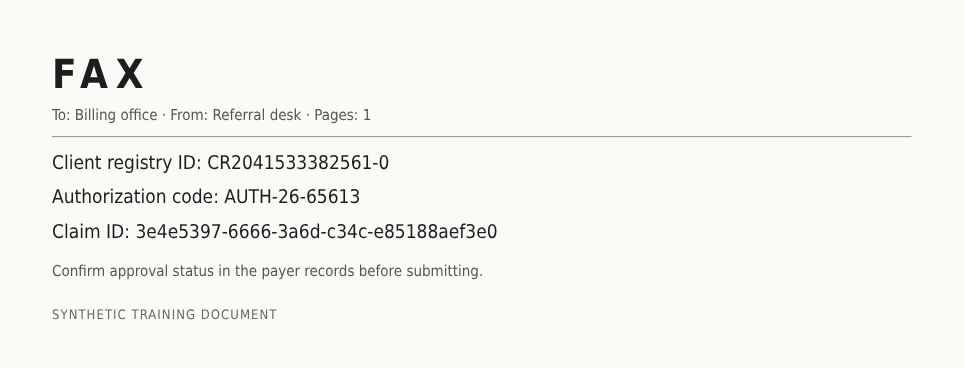 FAX
To: Billing office · From: Referral desk · Pages: 1
Client registry ID: CR2041533382561-0
Authorization code: AUTH-26-65613
Claim ID: 3e4e5397-6666-3a6d-c34c-e85188aef3e0
Confirm approval status in the payer records before submitting.
SYNTHETIC TRAINING DOCUMENT